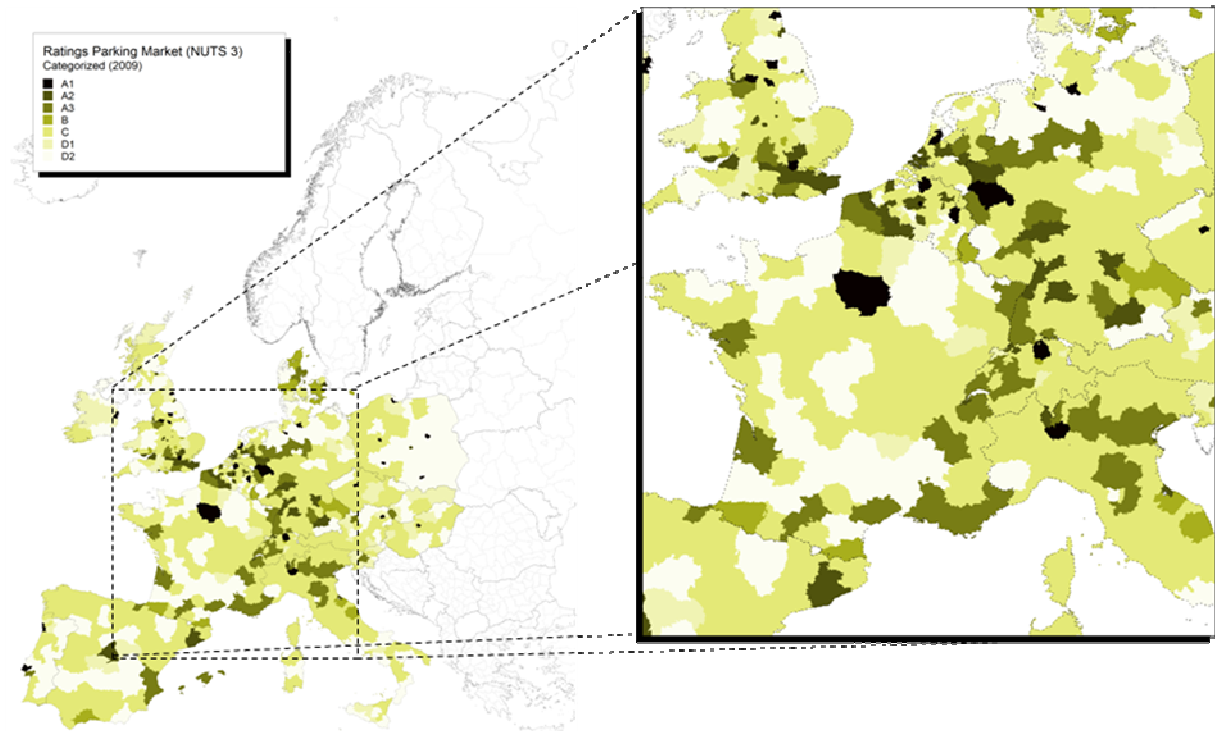 Ratings Parking Market (NUTS 3)
Categorized (2009)
A1
A2
A3
B
C
D1
D2